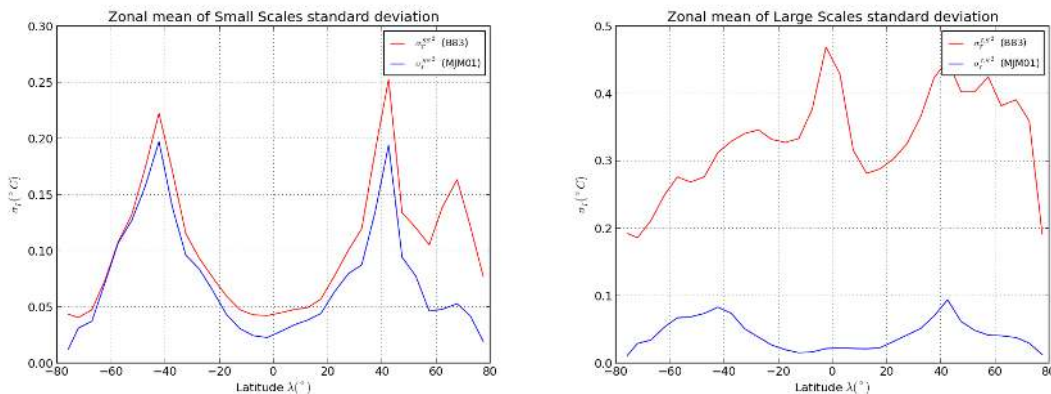 Zonal mean of Small Scales standard deviation
0.30
0.25
0.20
0.15
0.10
0.05
0.00
−80 −60 −40 −20 0 20 40 60 80
Latitude λ(°)
(BB3)
(MJM01)
Zonal mean of Large Scales standard deviation
0.5
0.4
0.3
0.2
0.1
0.0
−80 −60 −40 −20 0 20 40 60 80
Latitude λ(°)
(BB3)
(MJM01)